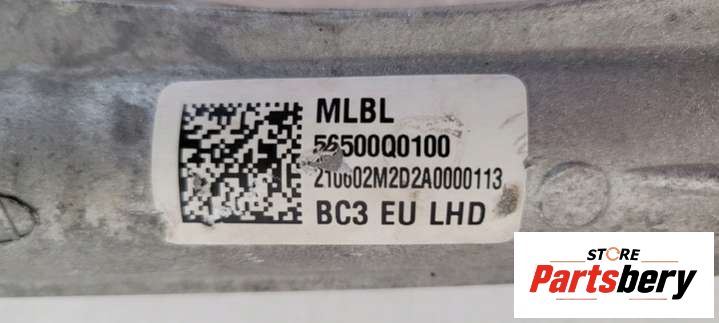 MLBL
56500Q0100
210602M2D2A0000113
BC3 EU LHD
STORE
Partsbery